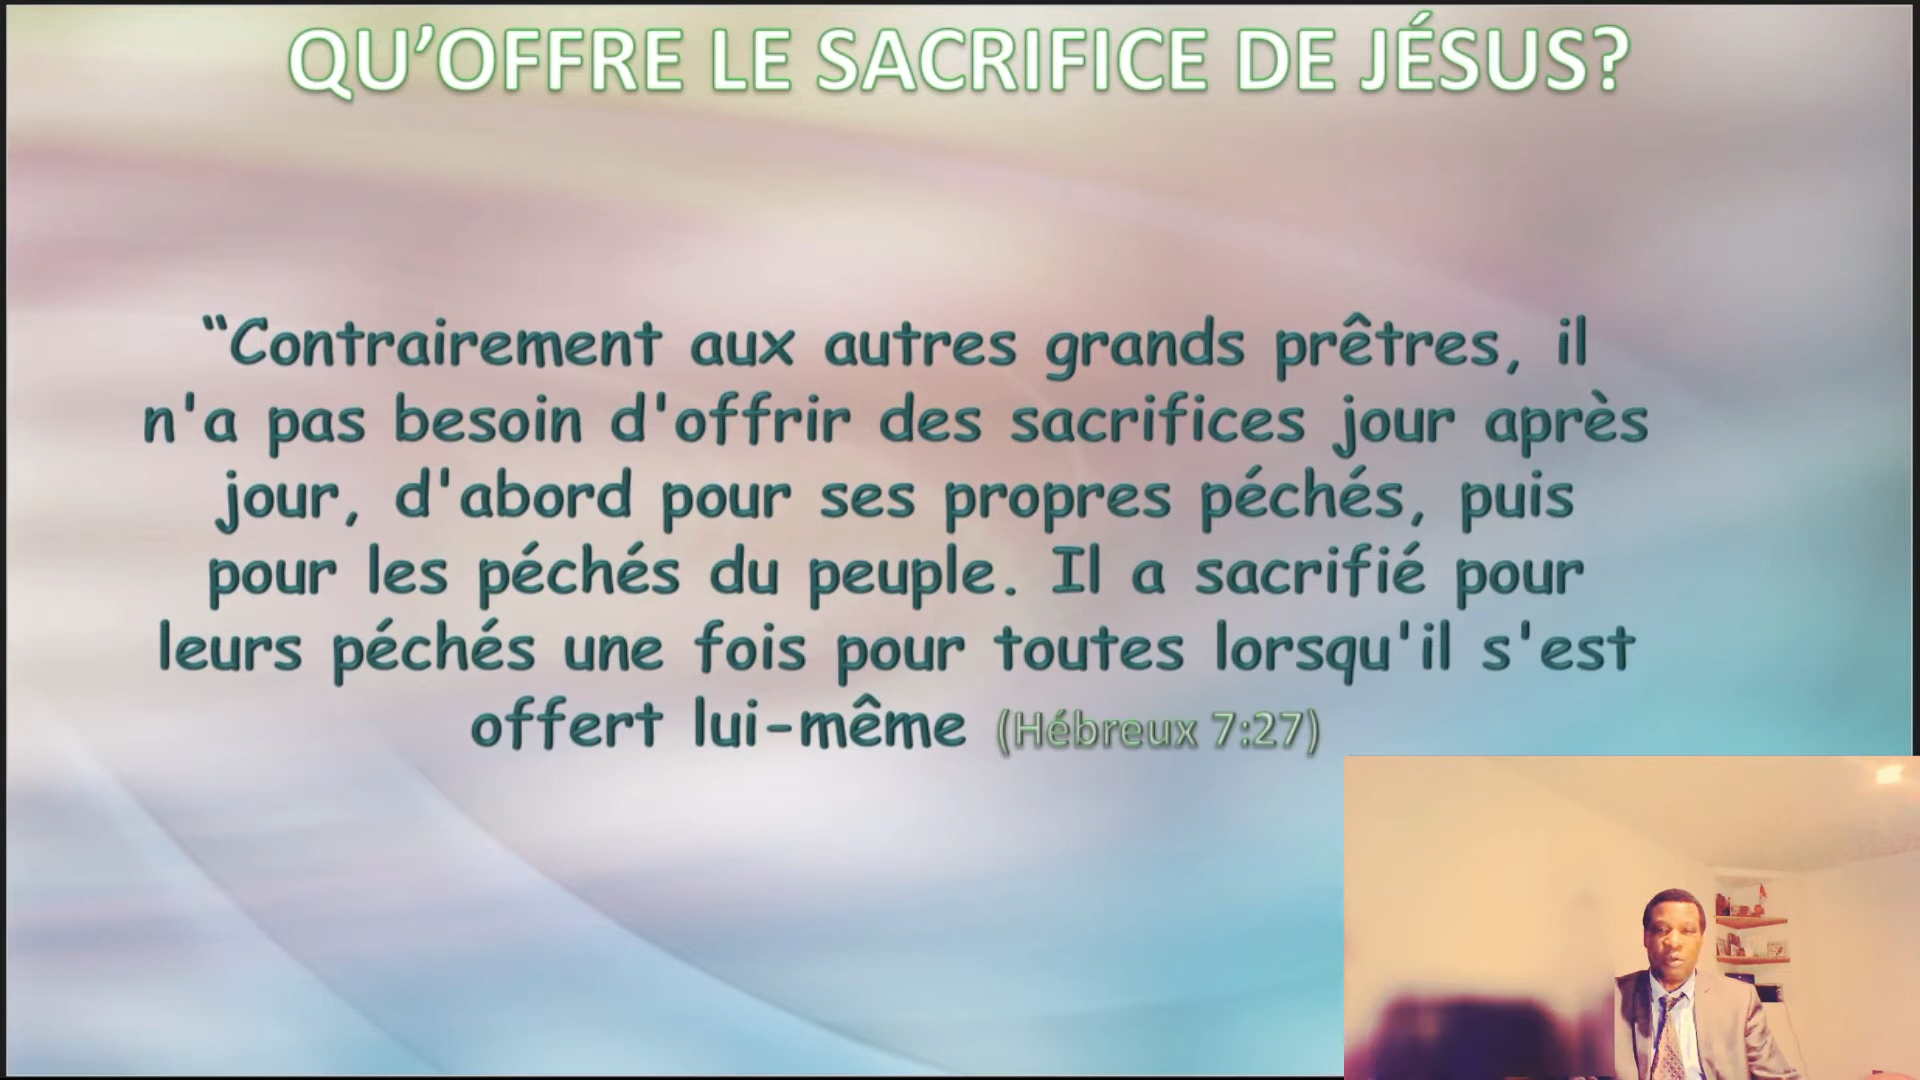 QU’OFFRE LE SACRIFICE DE JÉSUS?
“Contrairement aux autres grands prêtres, il
n'a pas besoin d'offrir des sacrifices jour après
jour, d'abord pour ses propres péchés, puis
pour les péchés du peuple. Il a sacrifié pour
leurs péchés une fois pour toutes lorsqu'il s'est
offert lui-même (Hébreux 7:27)